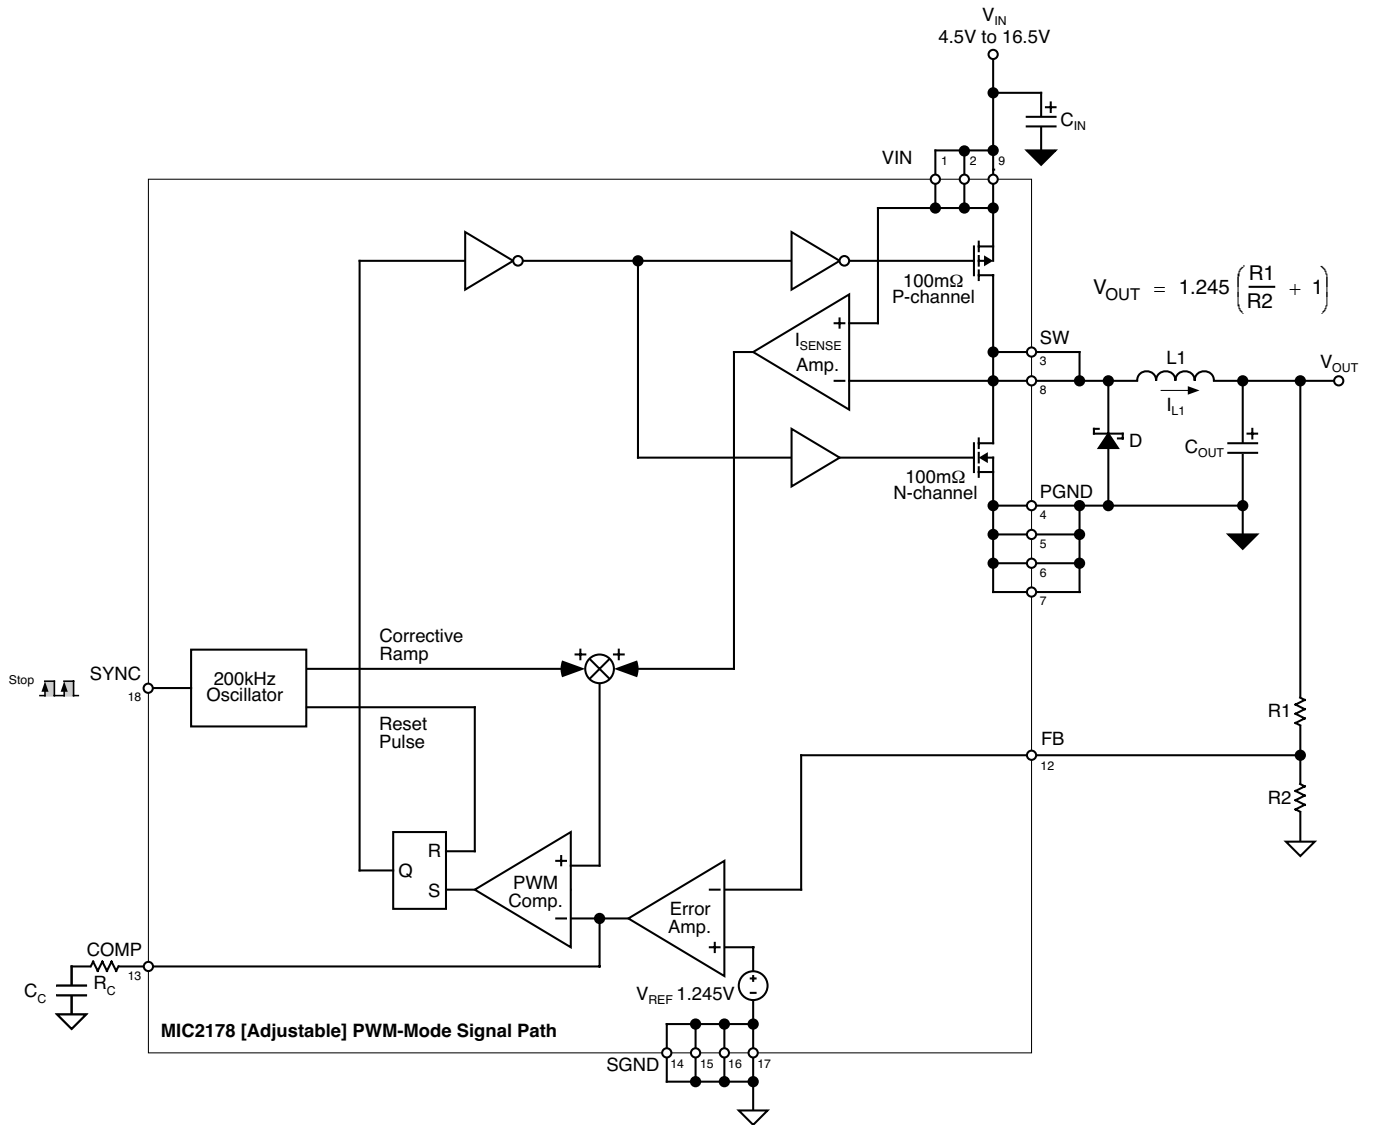 VIN
4.5V to 16.5V
+
CIN
VIN
1
2
9
100mΩ
P-channel
VOUT = 1.245 (R1/R2 + 1)
+
ISENSE
Amp.
−
SW
3
8
L1
IL1
VOUT
D
+
COUT
100mΩ
N-channel
PGND
4
5
6
7
Corrective
Ramp
+
+
Stop
SYNC
18
200kHz
Oscillator
Reset
Pulse
R1
FB
12
R2
R
Q
S
+
PWM
Comp.
−
−
Error
Amp.
+
COMP
13
RC
CC
+
−
VREF 1.245V
MIC2178 [Adjustable] PWM-Mode Signal Path
SGND
14
15
16
17